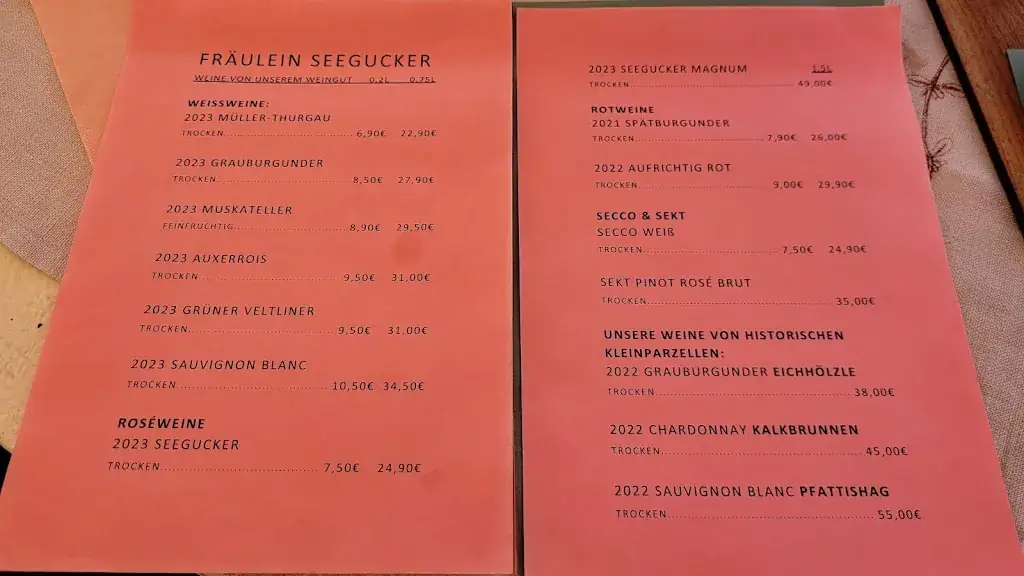 FRÄULEIN SEEGUCKER
WEINE VON UNSEREM WEINGUT 0,2L 0,75L
WEISSWEINE:
2023 MÜLLER-THURGAU
TROCKEN................................ 6,90€ 22,90€
2023 GRAUBURGUNDER
TROCKEN................................ 8,50€ 27,90€
2023 MUSKATELLER
FEINFRUCHTIG............................ 8,90€ 29,50€
2023 AUXERROIS
TROCKEN................................ 9,50€ 31,00€
2023 GRÜNER VELTLINER
TROCKEN................................ 9,50€ 31,00€
2023 SAUVIGNON BLANC
TROCKEN................................ 10,50€ 34,50€
ROSÉWEINE
2023 SEEGUCKER
TROCKEN................................ 7,50€ 24,90€
2023 SEEGUCKER MAGNUM 1,5L
TROCKEN................................ 49,00€
ROTWEINE
2021 SPÄTBURGUNDER
TROCKEN................................ 7,90€ 26,00€
2022 AUFRICHTIG ROT
TROCKEN................................ 9,00€ 29,90€
SECCO & SEKT
SECCO WEIß
TROCKEN................................ 7,50€ 24,90€
SEKT PINOT ROSÉ BRUT
TROCKEN................................ 35,00€
UNSERE WEINE VON HISTORISCHEN
KLEINPARZELLEN:
2022 GRAUBURGUNDER EICHHÖLZLE
TROCKEN................................ 38,00€
2022 CHARDONNAY KALKBRUNNEN
TROCKEN................................ 45,00€
2022 SAUVIGNON BLANC PFATTISHAG
TROCKEN................................ 55,00€